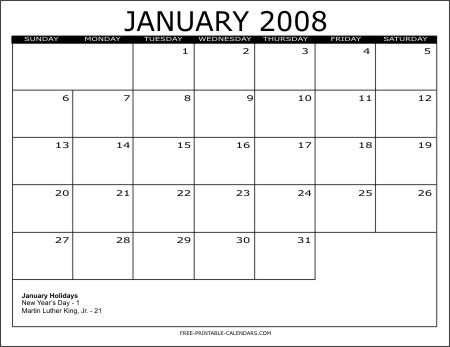 JANUARY 2008
SUNDAY MONDAY TUESDAY WEDNESDAY THURSDAY FRIDAY SATURDAY
1 2 3 4 5
6 7 8 9 10 11 12
13 14 15 16 17 18 19
20 21 22 23 24 25 26
27 28 29 30 31
January Holidays
New Year's Day - 1
Martin Luther King, Jr. - 21
FREE-PRINTABLE-CALENDARS.COM